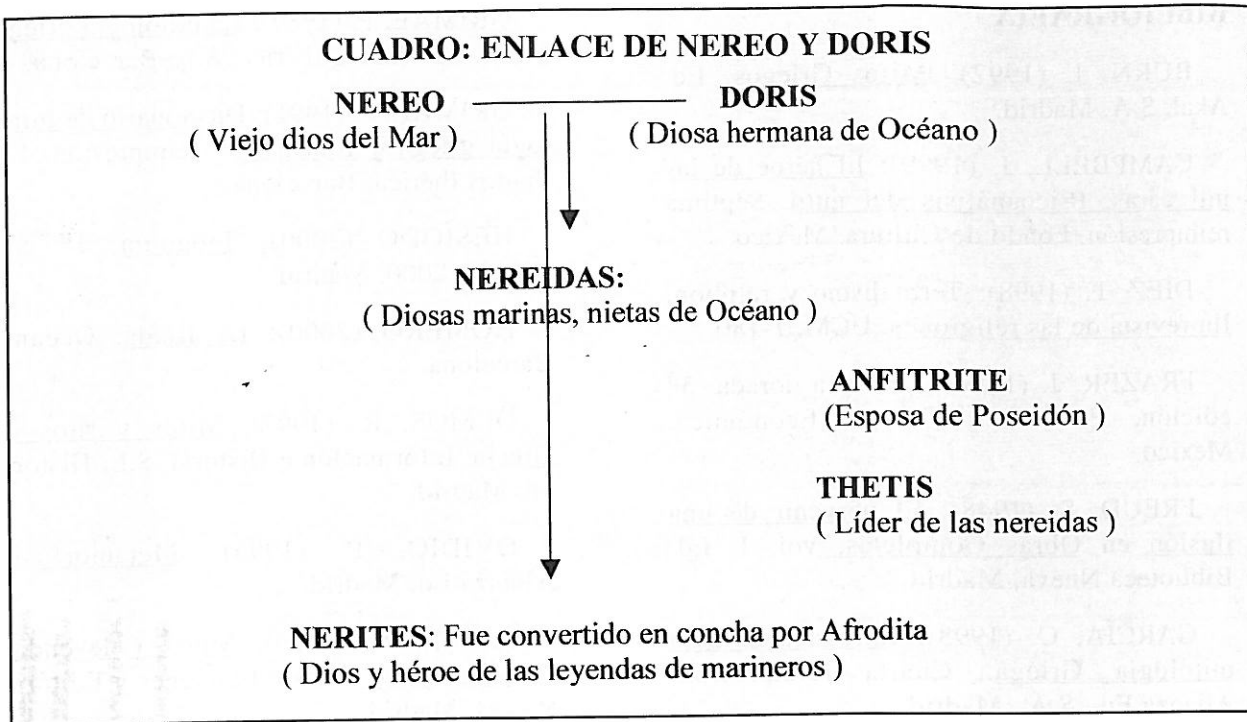 CUADRO: ENLACE DE NEREO Y DORIS
NEREO DORIS
( Viejo dios del Mar ) ( Diosa hermana de Océano )
NEREIDAS:
( Diosas marinas, nietas de Océano )
ANFITRITE
(Esposa de Poseidón )
THETIS
( Líder de las nereidas )
NERITES: Fue convertido en concha por Afrodita
( Dios y héroe de las leyendas de marineros )